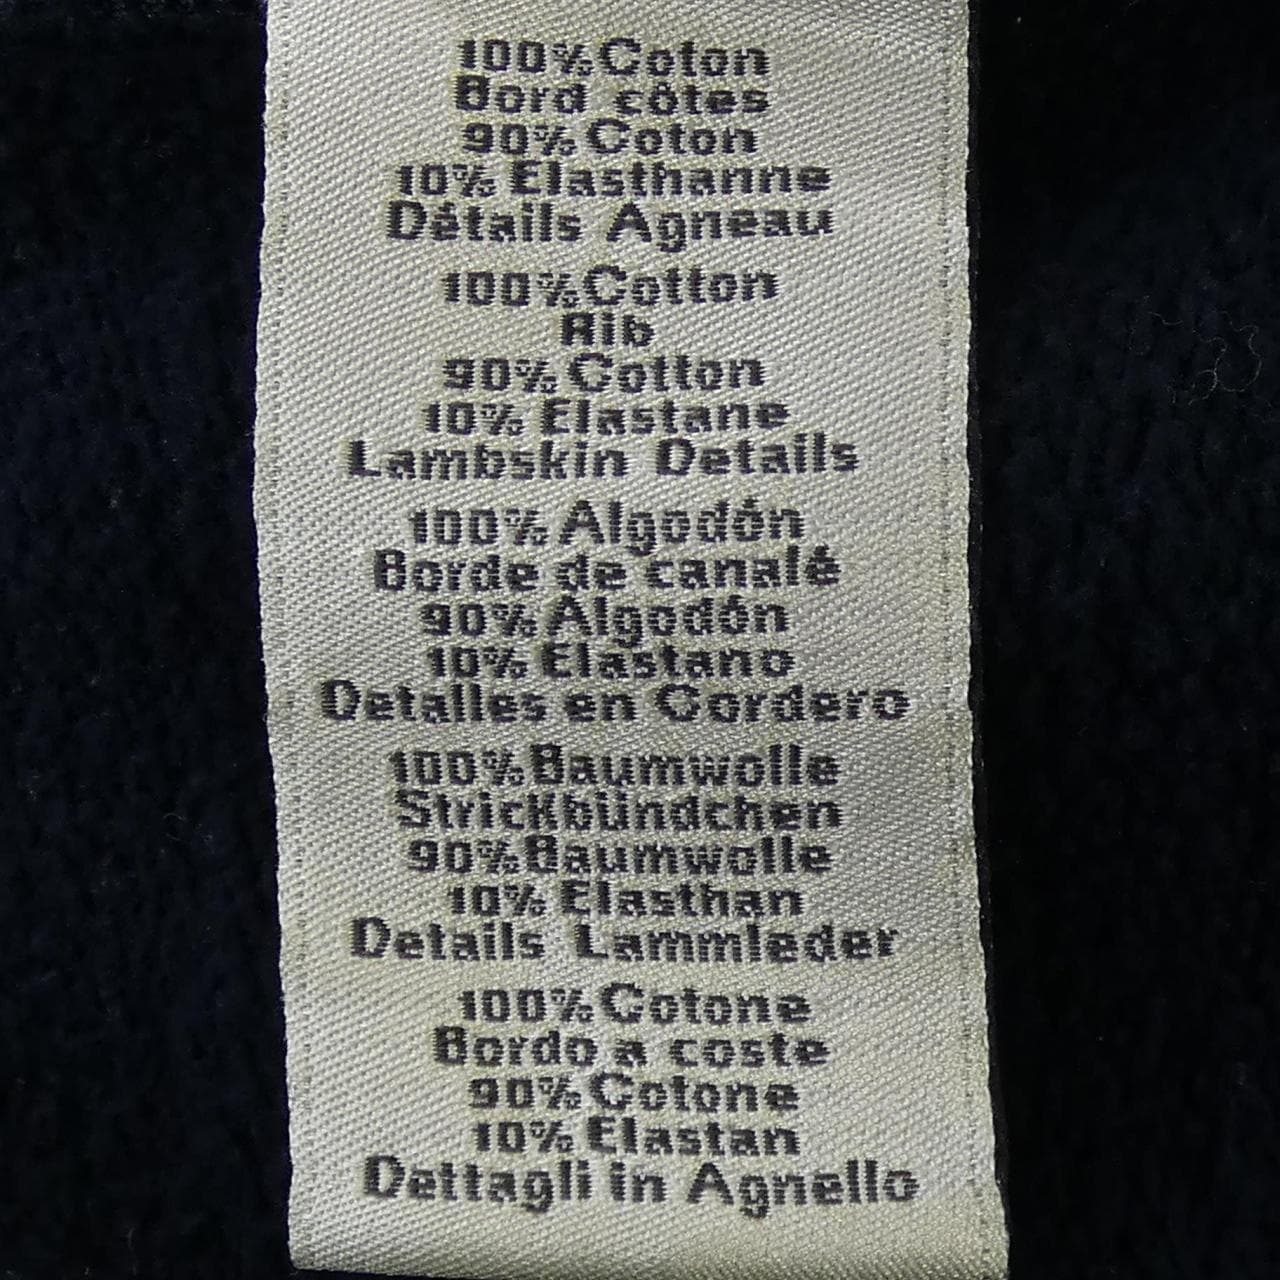 100% Coton
Bord côtes
90% Coton
10% Elasthanne
Détails Agneau
100% Cotton
Rib
90% Cotton
10% Elastane
Lambskin Details
100% Algodón
Borde de canalé
90% Algodón
10% Elastano
Detalles en Cordero
100% Baumwolle
Strickbündchen
90% Baumwolle
10% Elasthan
Details Lammleder
100% Cotone
Bordo a coste
90% Cotone
10% Elastan
Dettagli in Agnello